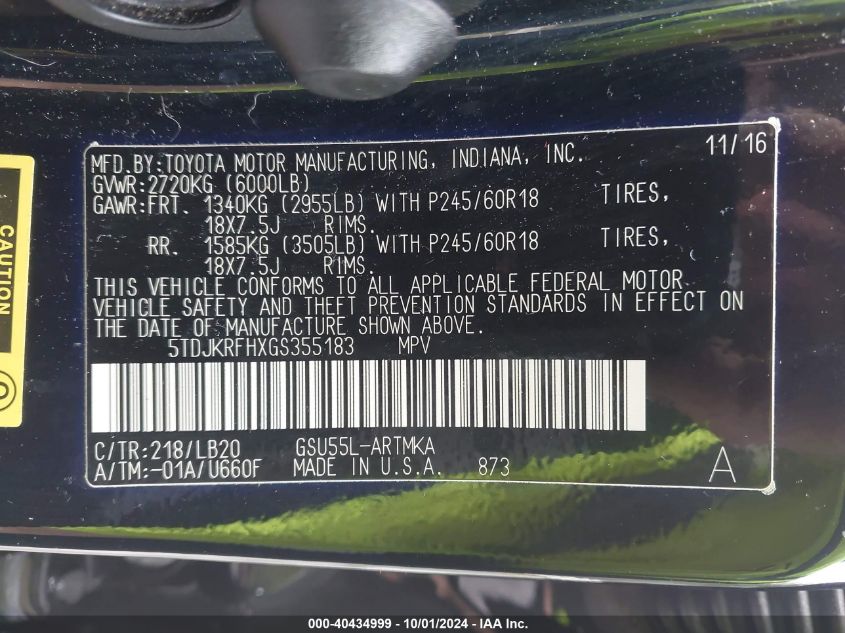 MFD.BY:TOYOTA MOTOR MANUFACTURING, INDIANA, INC. 11/16
GVWR:2720KG (6000LB)
GAWR:FRT. 1340KG (2955LB) WITH P245/60R18 TIRES,
18X7.5J RIMS.
RR. 1585KG (3505LB) WITH P245/60R18 TIRES,
18X7.5J RIMS.
THIS VEHICLE CONFORMS TO ALL APPLICABLE FEDERAL MOTOR
VEHICLE SAFETY AND THEFT PREVENTION STANDARDS IN EFFECT ON
THE DATE OF MANUFACTURE SHOWN ABOVE.
5TDJKRFHXGS355183 MPV
C/TR:218/LB20 GSU55L-ARTMKA
A/TM:-01A/U660F MADE IN U.S.A. 873 A
CAUTION
000-40434999 - 10/01/2024 - IAA Inc.